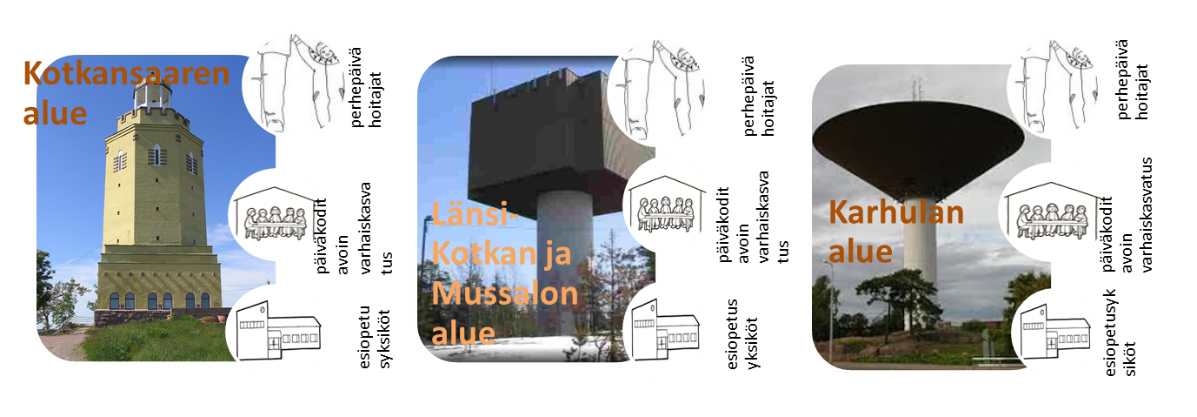 Kotkansaaren
alue
perhepäivä
hoitajat
päiväkodit
avoin
varhaiskasva
tus
esiopetu
syksiköt
Länsi-
Kotkan ja
Mussalon
alue
perhepäivä
hoitajat
päiväkodit
avoin
varhaiskasva
tus
esiopetus
yksiköt
Karhulan
alue
perhepäivä
hoitajat
päiväkodit
avoin
varhaiskasvatus
esiopetusyk
siköt